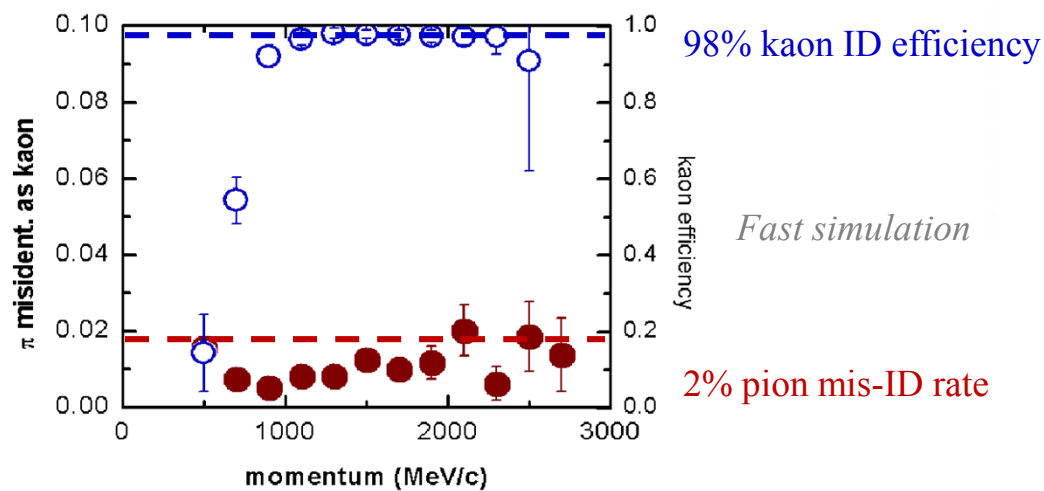 0.10
0.08
0.06
0.04
0.02
0.00
π misident. as kaon
0
1000
2000
3000
momentum (MeV/c)
1.0
0.8
0.6
0.4
0.2
0.0
kaon efficiency
98% kaon ID efficiency
Fast simulation
2% pion mis-ID rate